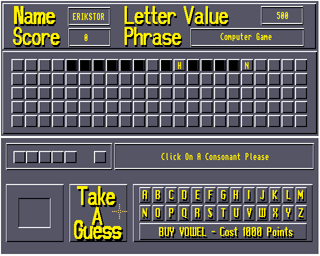 Name ERIKSTOR Letter Value 500
Score 0 Phrase Computer Game
H N
Click On A Consonant Please
Take
A
Guess
A B C D E F G H I J K L M
N O P Q R S T U V W X Y Z
BUY VOWEL - Cost 1000 Points